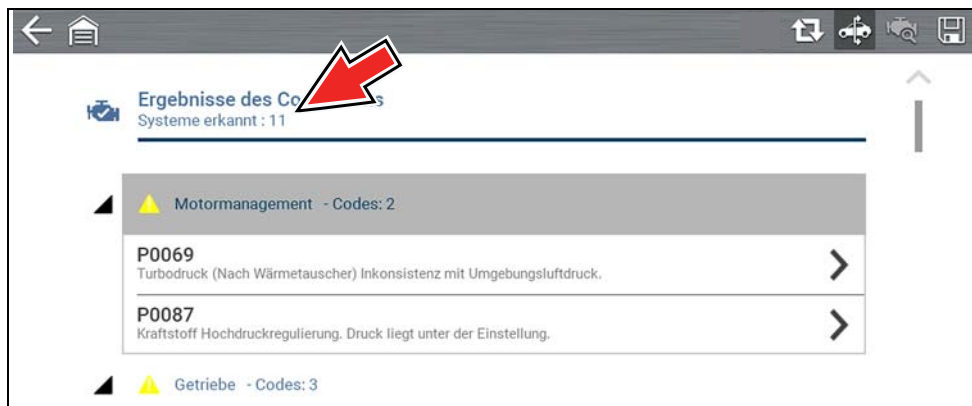 Ergebnisse des
Systeme erkannt : 11
Motormanagement - Codes: 2
P0069
Turbodruck (Nach Wärmetauscher) Inkonsistenz mit Umgebungsluftdruck.
P0087
Kraftstoff Hochdruckregulierung. Druck liegt unter der Einstellung.
Getriebe - Codes: 3